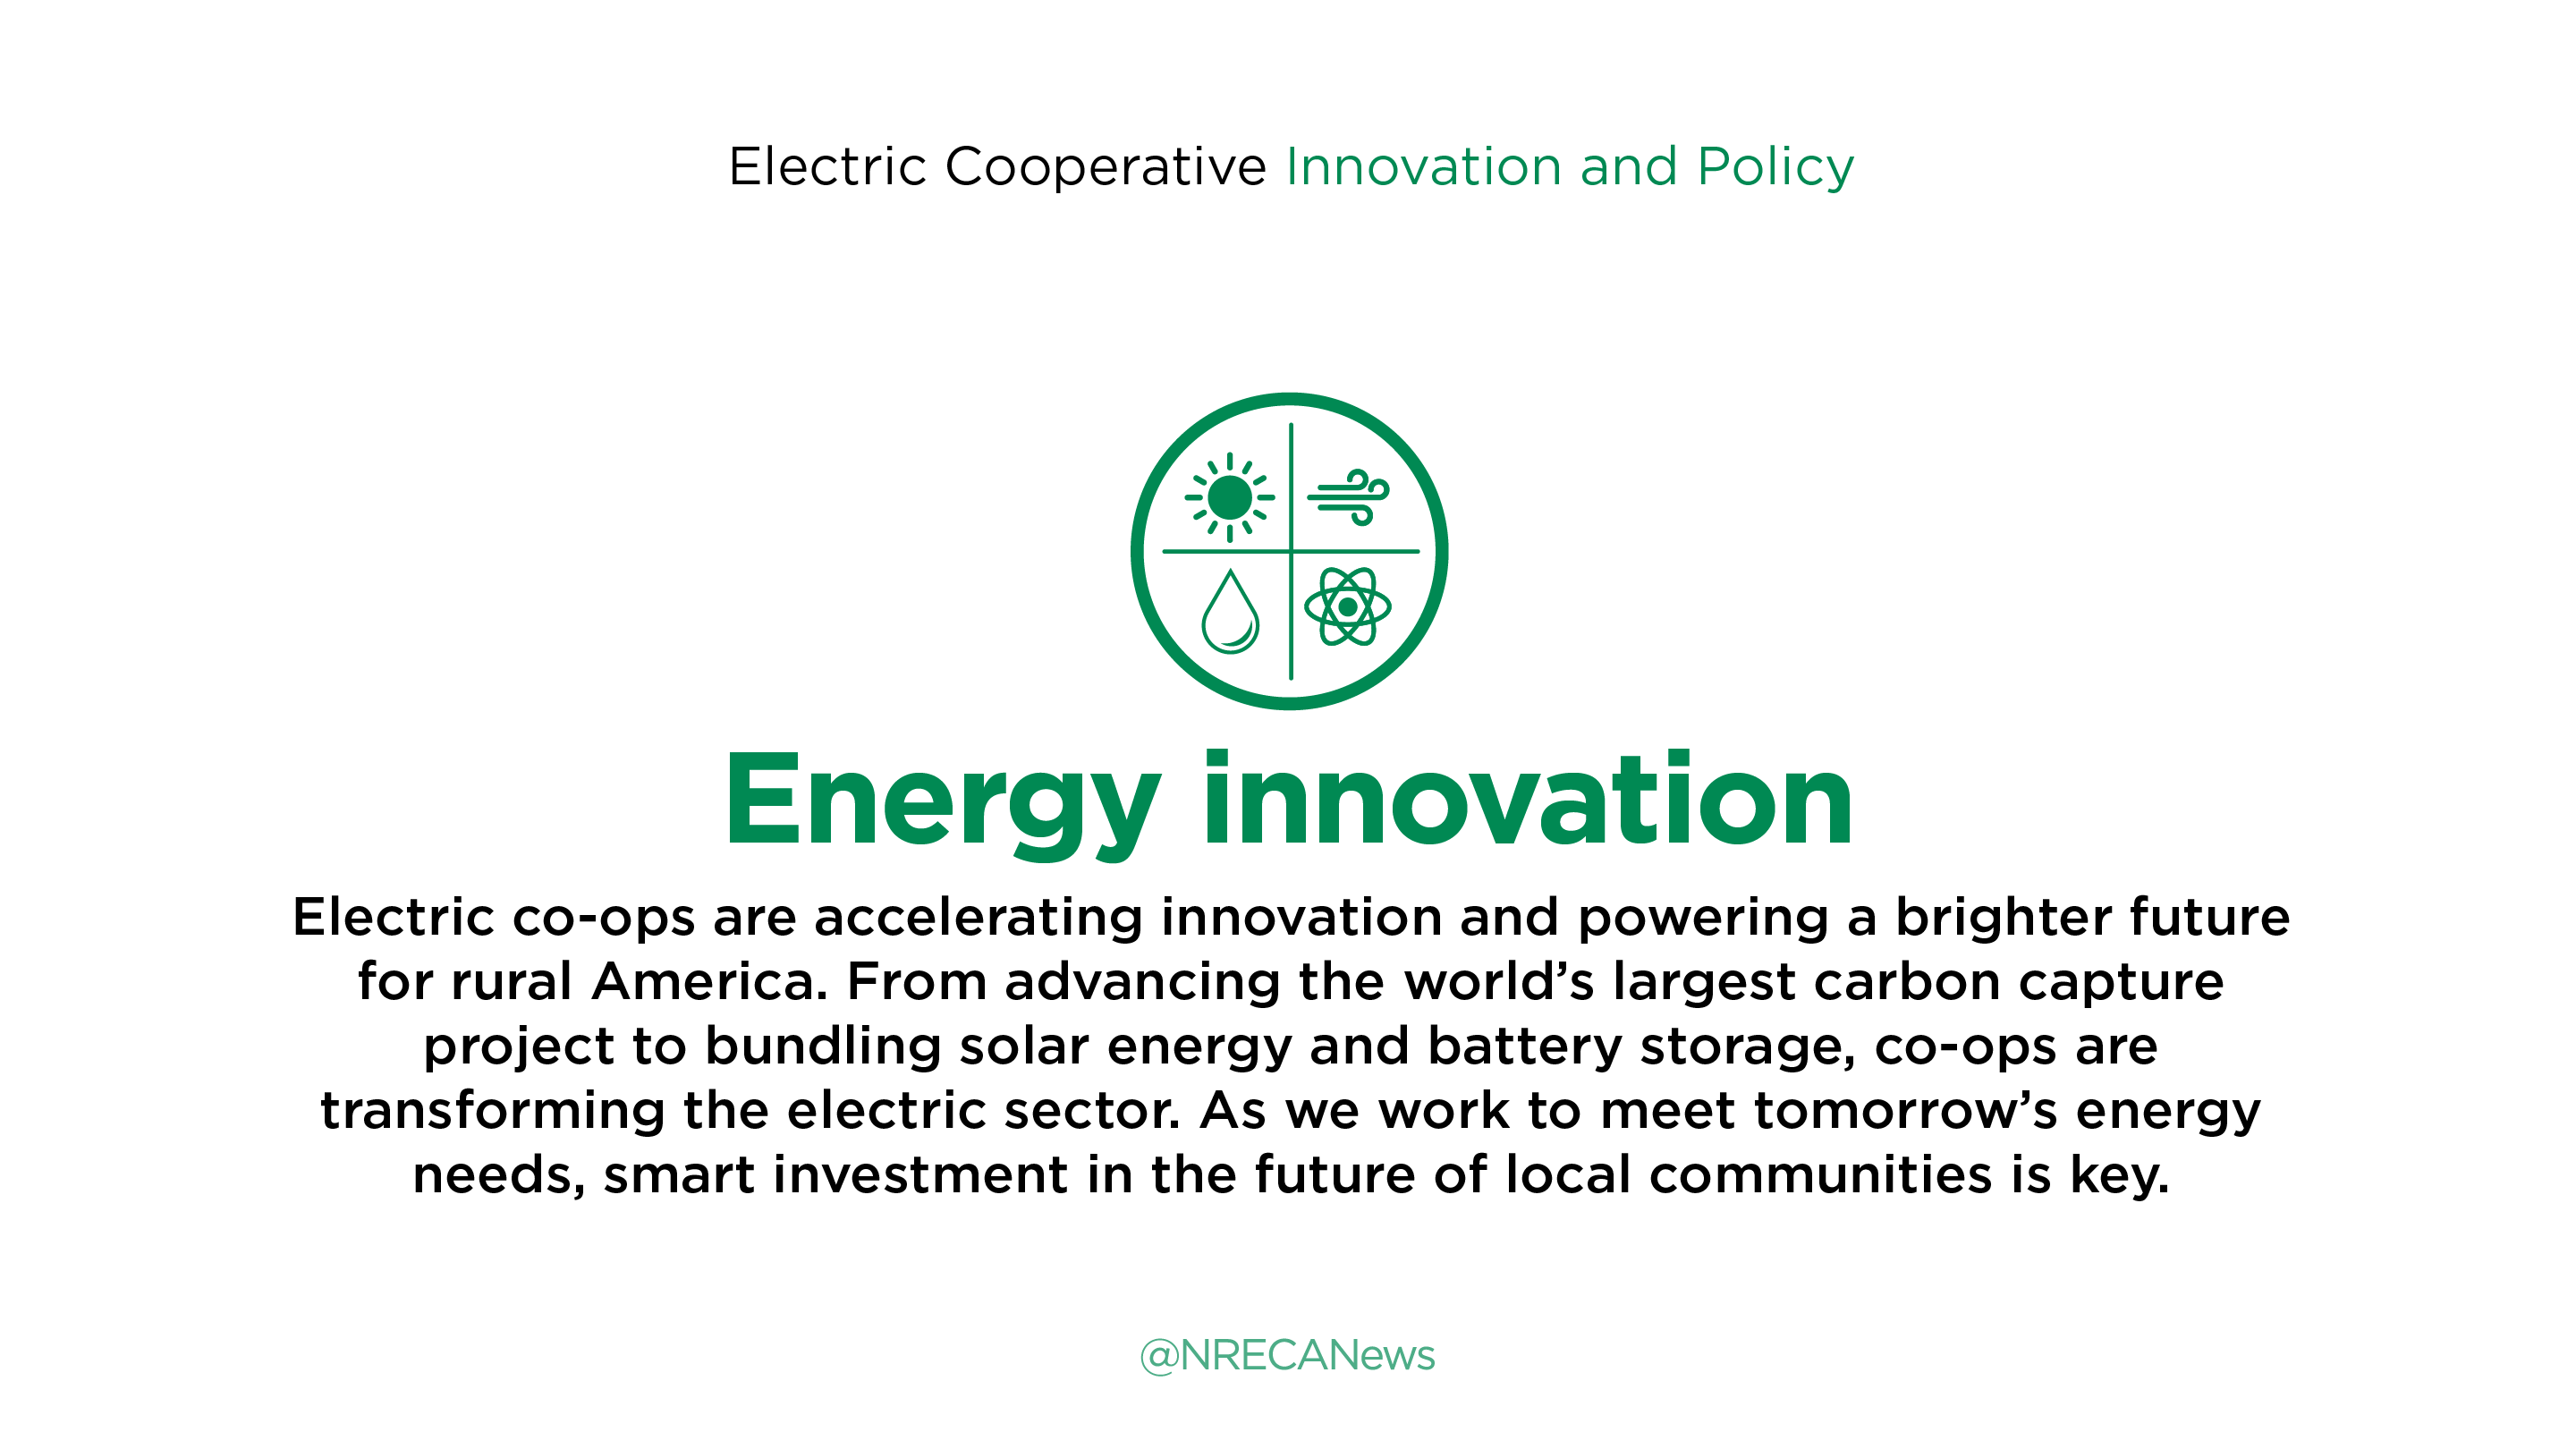 Electric Cooperative Innovation and Policy
Energy innovation
Electric co-ops are accelerating innovation and powering a brighter future
for rural America. From advancing the world’s largest carbon capture
project to bundling solar energy and battery storage, co-ops are
transforming the electric sector. As we work to meet tomorrow’s energy
needs, smart investment in the future of local communities is key.
@NRECANews